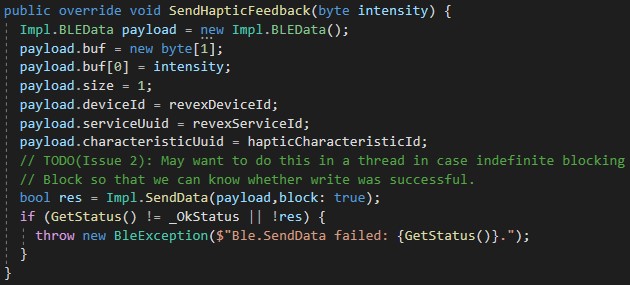 public override void SendHapticFeedback(byte intensity) {
Impl.BLEData payload = new Impl.BLEData();
payload.buf = new byte[1];
payload.buf[0] = intensity;
payload.size = 1;
payload.deviceId = revexDeviceId;
payload.serviceUuid = revexServiceId;
payload.characteristicUuid = hapticCharacteristicId;
// TODO(Issue 2): May want to do this in a thread in case indefinite blocking
// Block so that we can know whether write was successful.
bool res = Impl.SendData(payload,block: true);
if (GetStatus() != _OkStatus || !res) {
throw new BleException($"Ble.SendData failed: {GetStatus()}.");
}
}